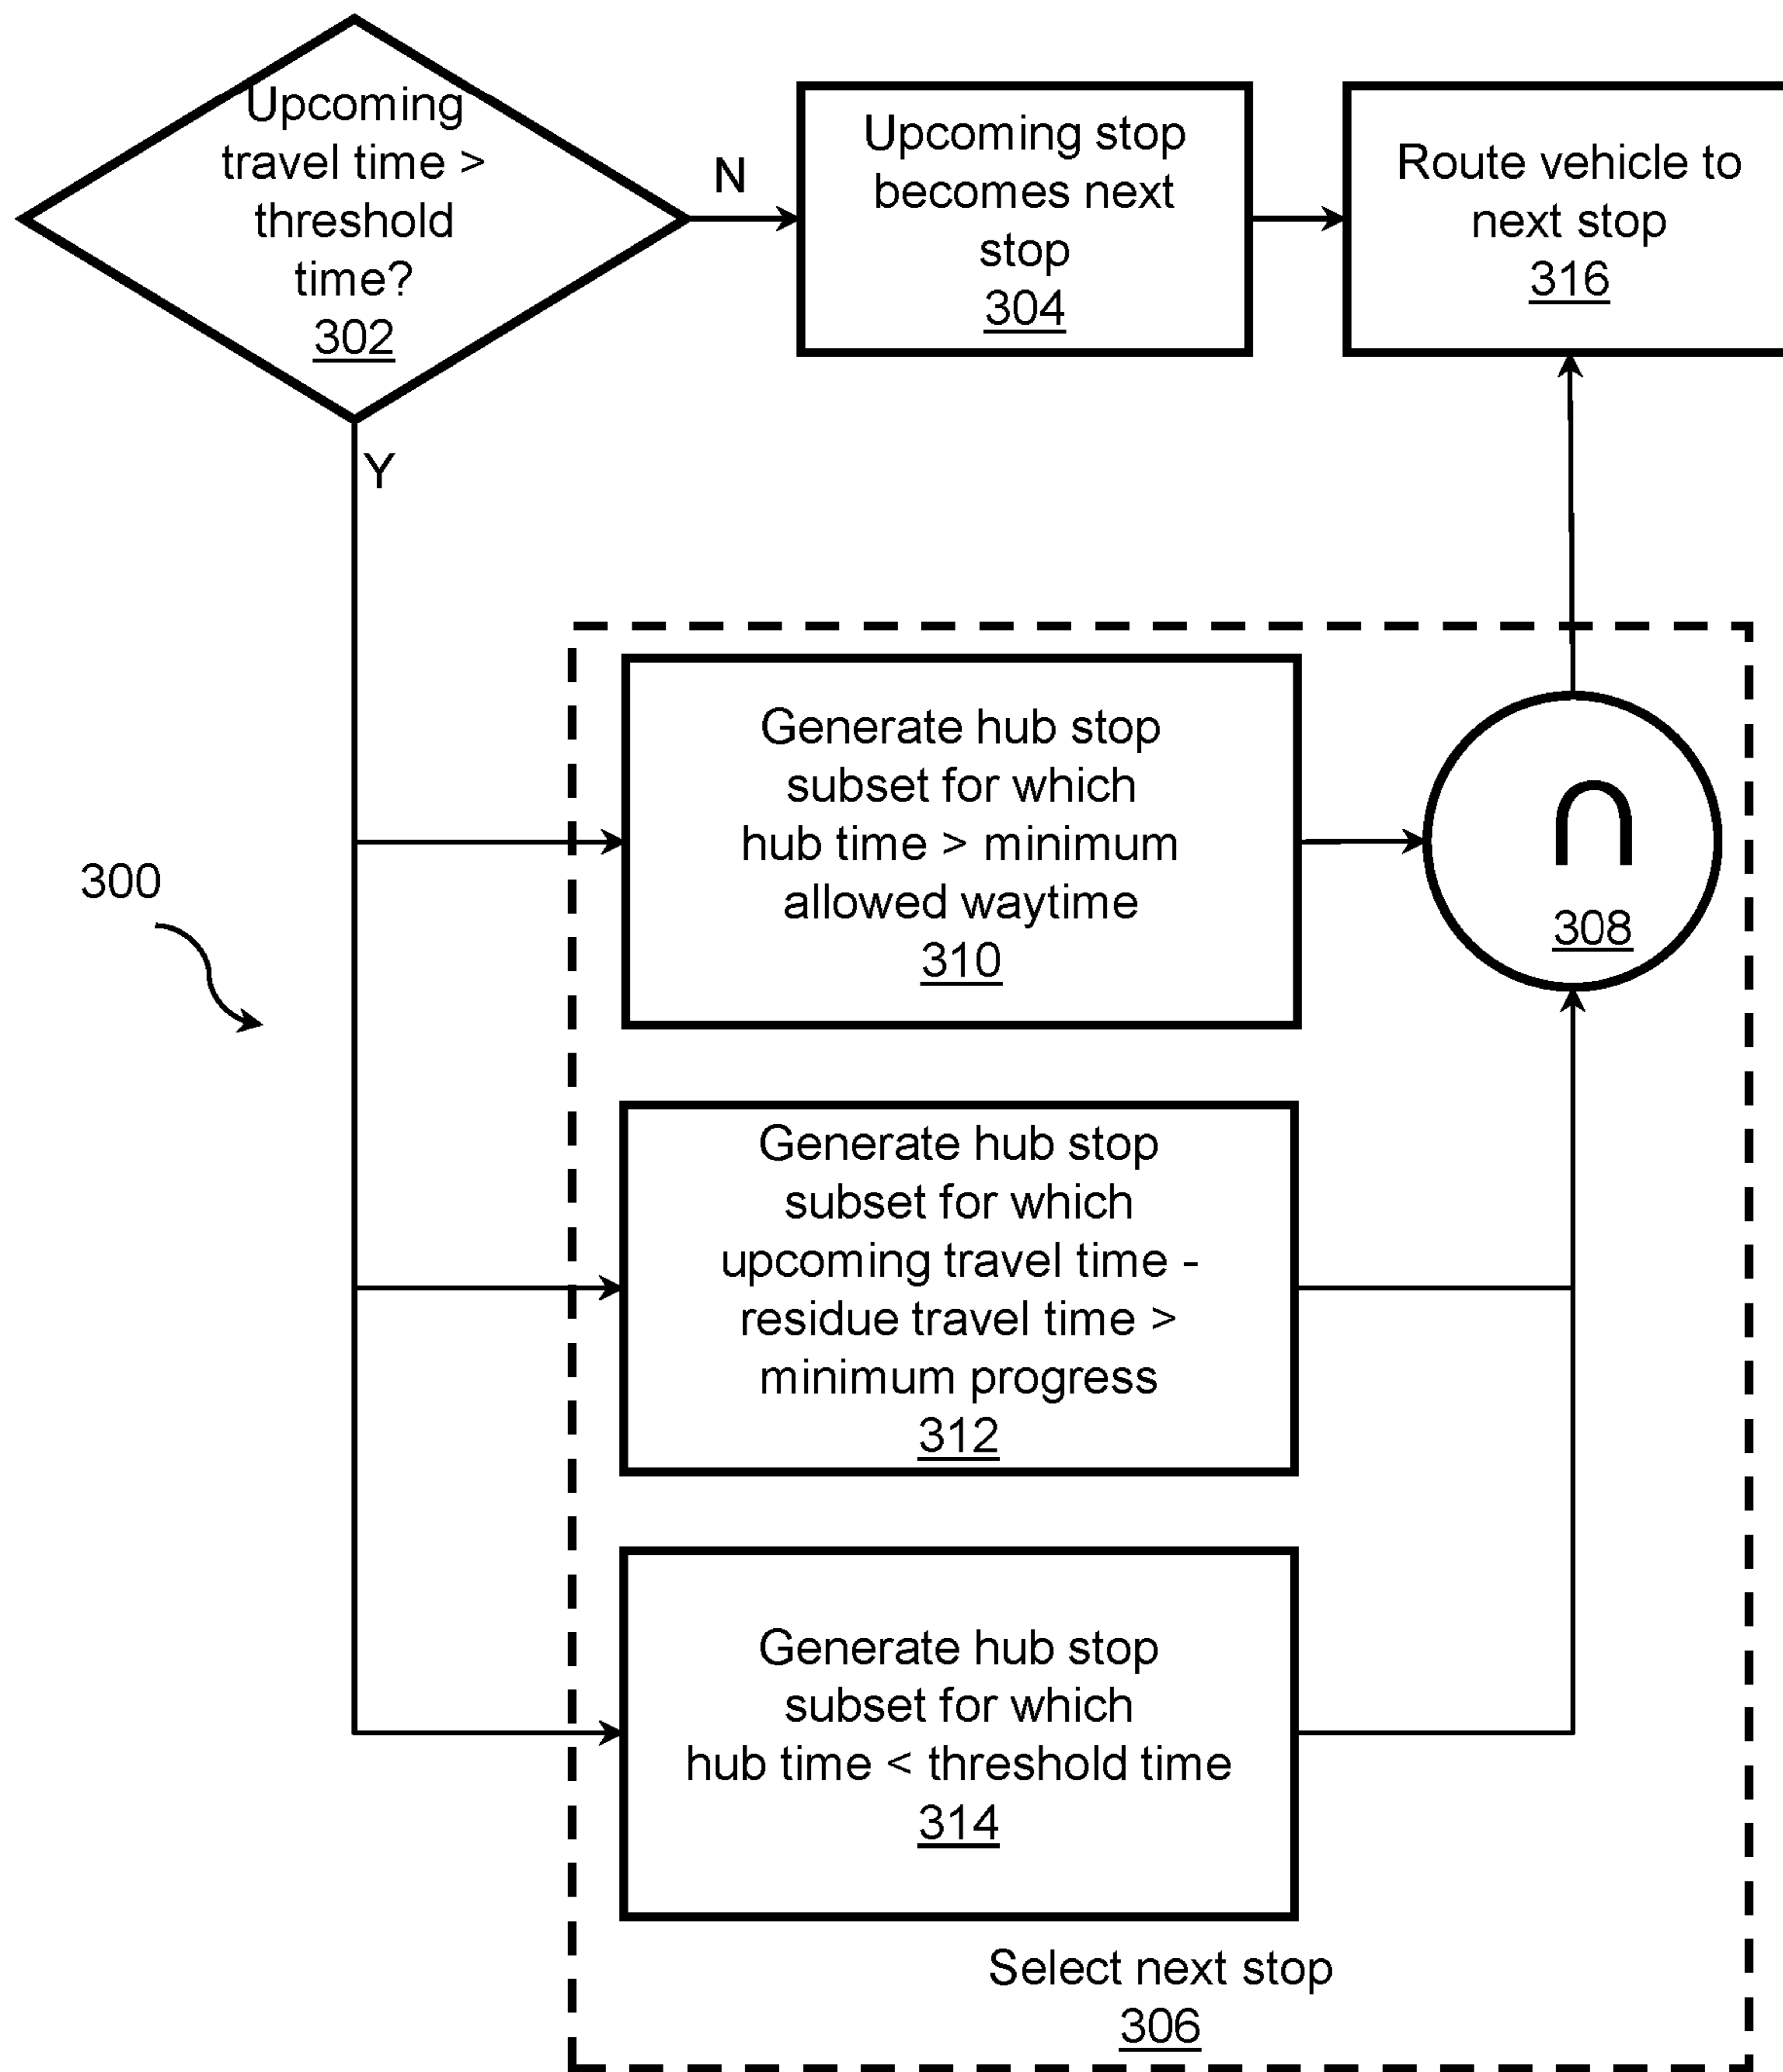 Upcoming
travel time >
threshold
time?
302
N
Upcoming stop
becomes next
stop
304
Route vehicle to
next stop
316
Y
300
Generate hub stop
subset for which
hub time > minimum
allowed waytime
310
∩
308
Generate hub stop
subset for which
upcoming travel time -
residue travel time >
minimum progress
312
Generate hub stop
subset for which
hub time < threshold time
314
Select next stop
306